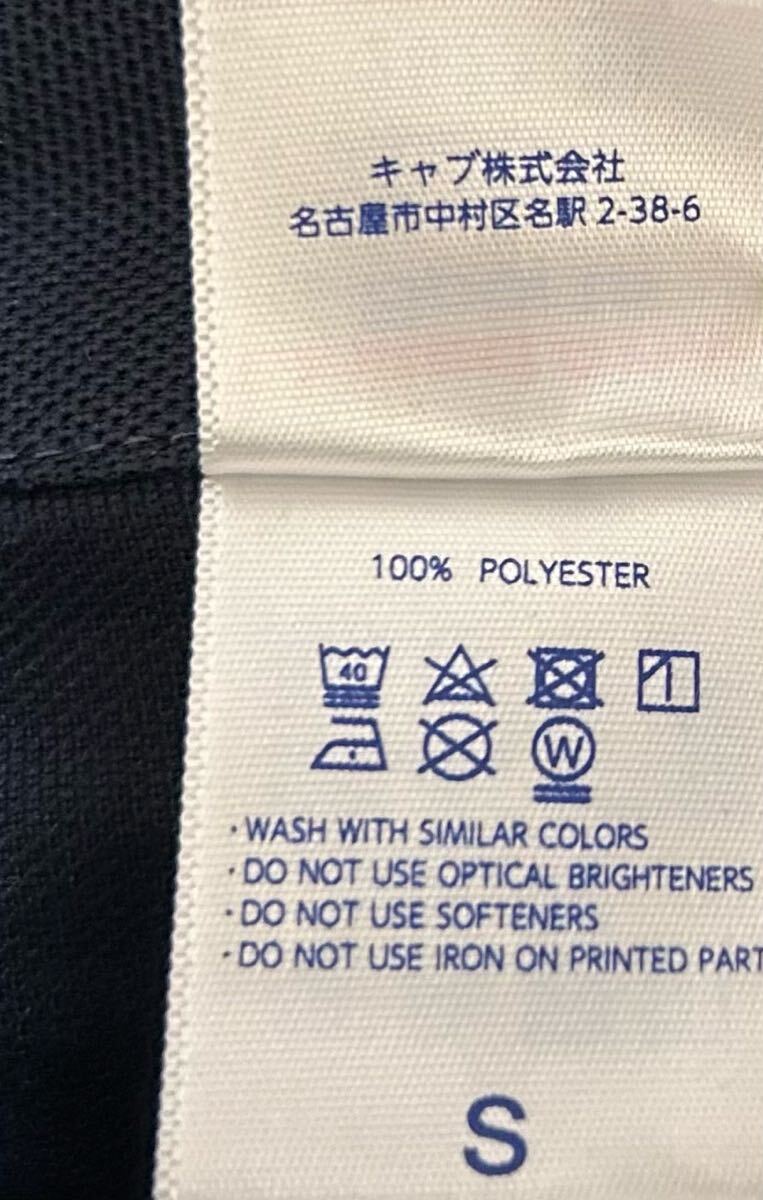 キャブ株式会社
名古屋市中村区名駅 2-38-6
100% POLYESTER
40
W
・WASH WITH SIMILAR COLORS
・DO NOT USE OPTICAL BRIGHTENERS
・DO NOT USE SOFTENERS
・DO NOT USE IRON ON PRINTED PART
S